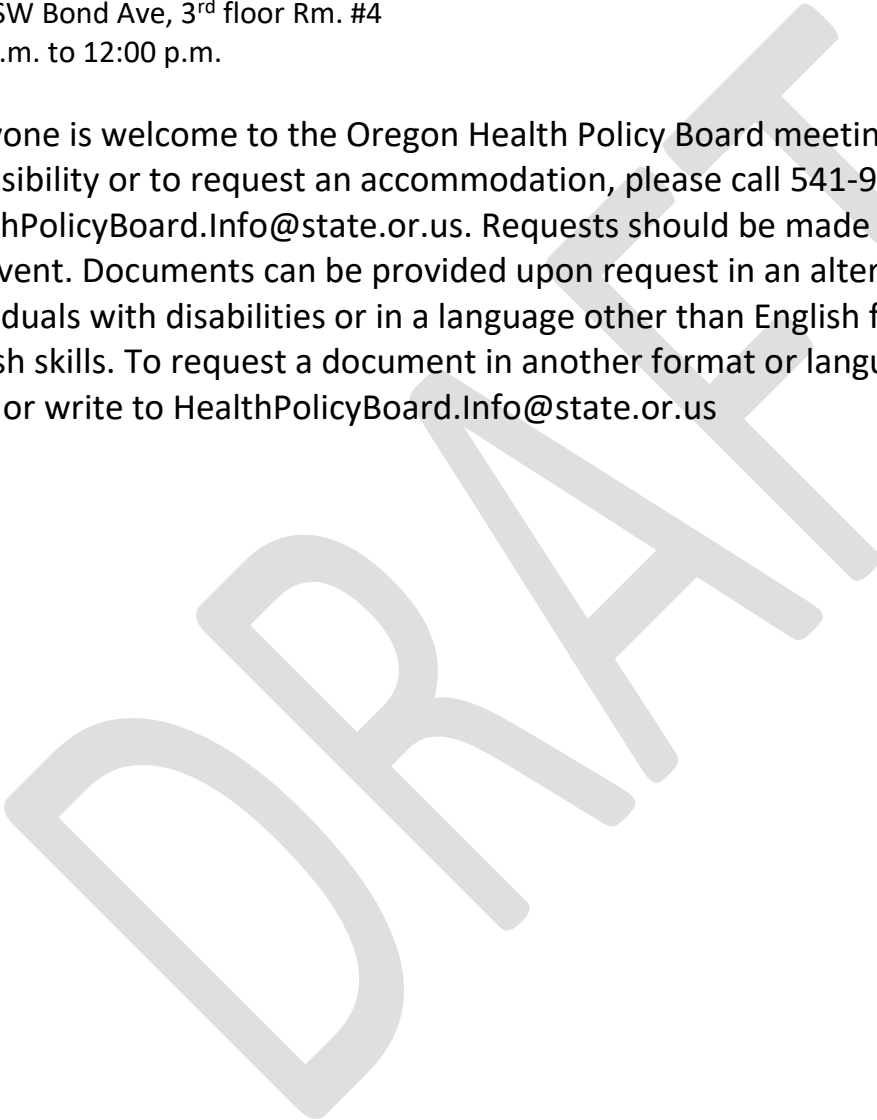 SW Bond Ave, 3rd floor Rm. #4
.m. to 12:00 p.m.
yone is welcome to the Oregon Health Policy Board meetin
sibility or to request an accommodation, please call 541-9
hPolicyBoard.Info@state.or.us. Requests should be made
vent. Documents can be provided upon request in an alter
duals with disabilities or in a language other than English f
sh skills. To request a document in another format or langu
or write to HealthPolicyBoard.Info@state.or.us
DRAFT